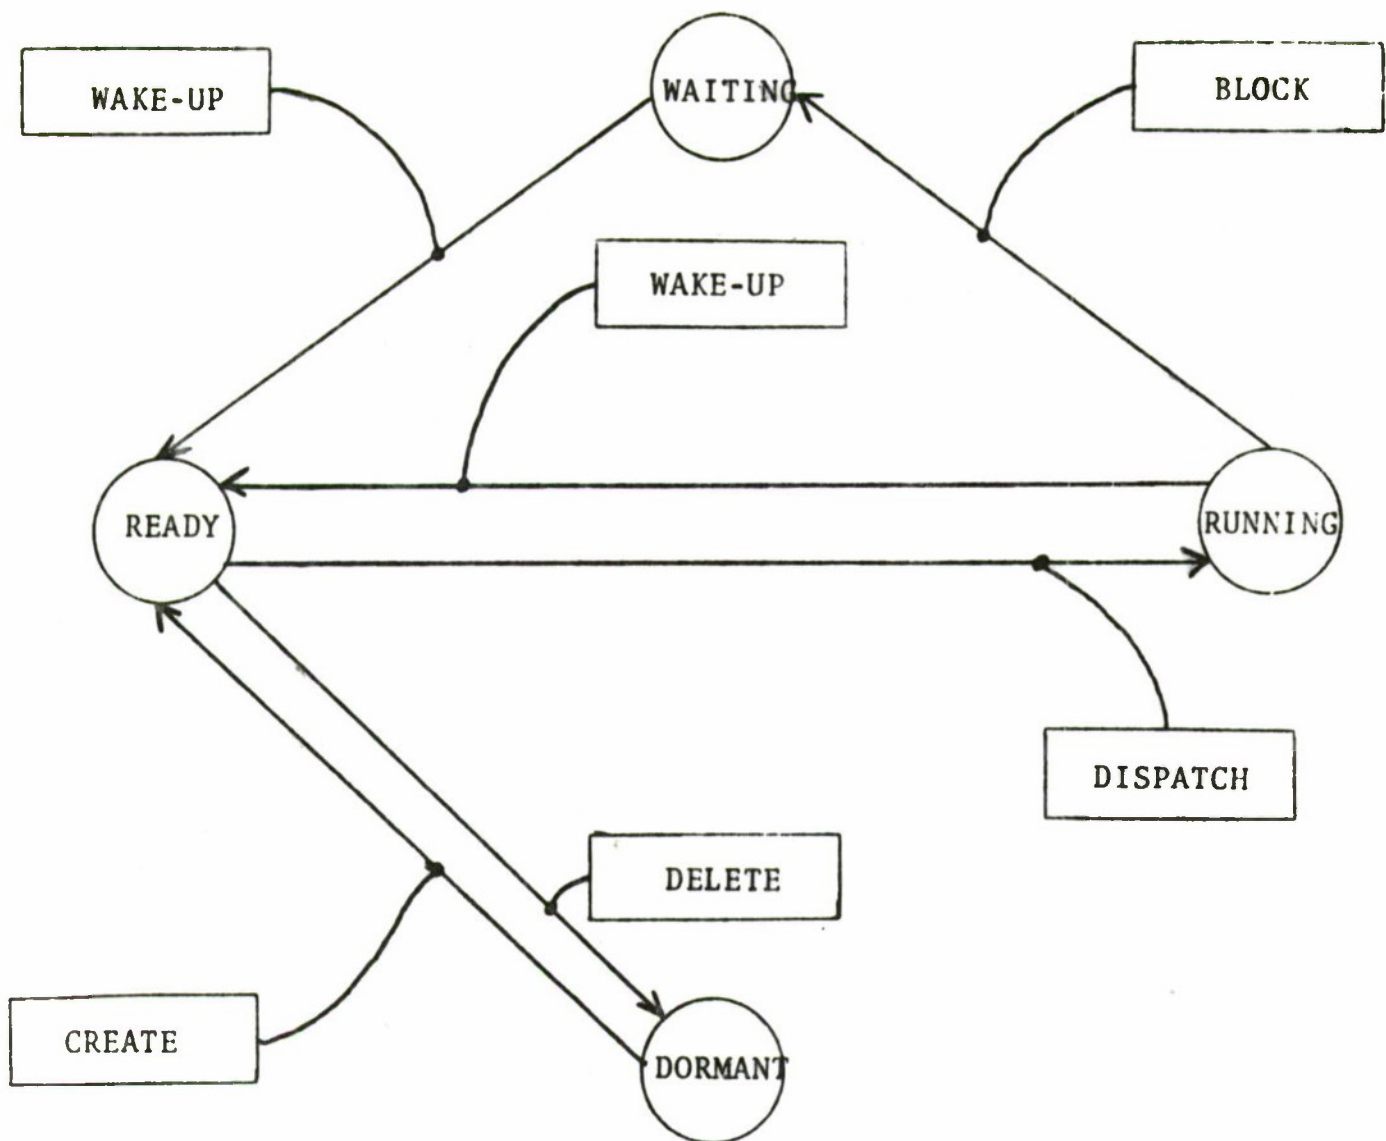 WAITING
BLOCK
WAKE-UP
WAKE-UP
READY
RUNNING
DISPATCH
DELETE
CREATE
DORMANT